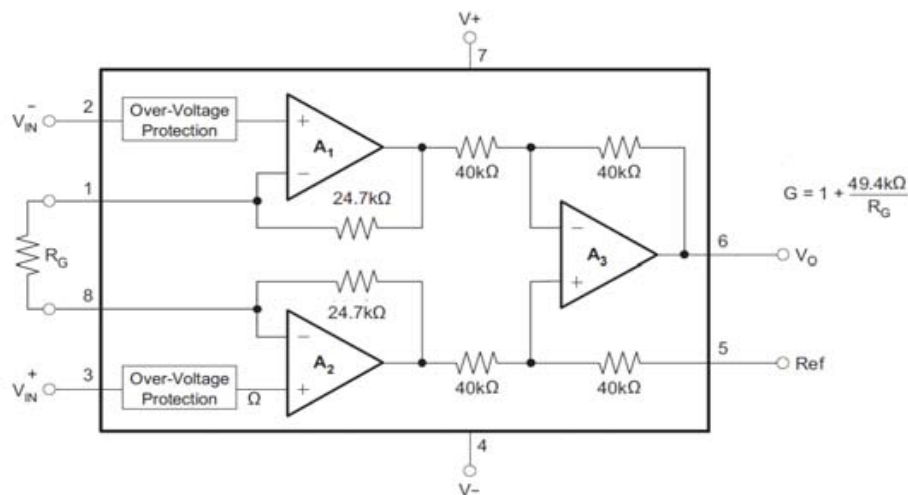 V+
7
2
V IN −
Over-Voltage
Protection
+
A1
−
40kΩ
40kΩ
1
24.7kΩ
G = 1 + 49.4kΩ
RG
RG
−
A3
+
6
VO
8
24.7kΩ
−
A2
+
40kΩ
40kΩ
5
Ref
3
V IN +
Over-Voltage
Protection
Ω
4
V−